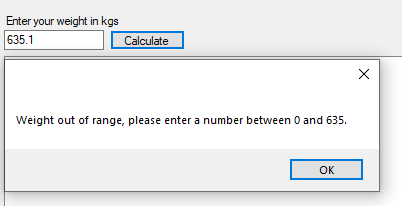 Enter your weight in kgs
635.1
Calculate
Weight out of range, please enter a number between 0 and 635.
OK